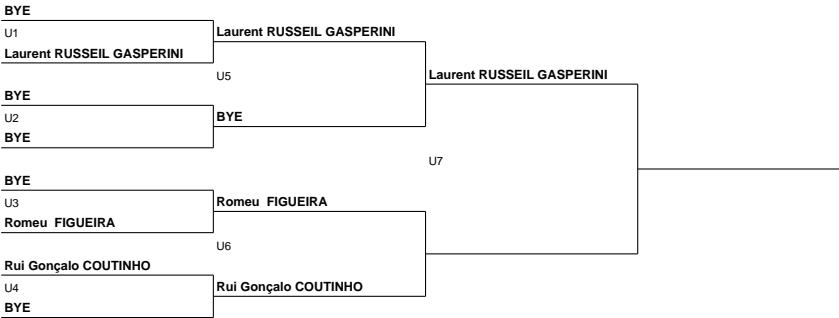 BYE
U1
Laurent RUSSEIL GASPERINI
Laurent RUSSEIL GASPERINI
U5
Laurent RUSSEIL GASPERINI
BYE
U2
BYE
BYE
U7
BYE
U3
Romeu FIGUEIRA
Romeu FIGUEIRA
U6
Rui Gonçalo COUTINHO
U4
Rui Gonçalo COUTINHO
BYE